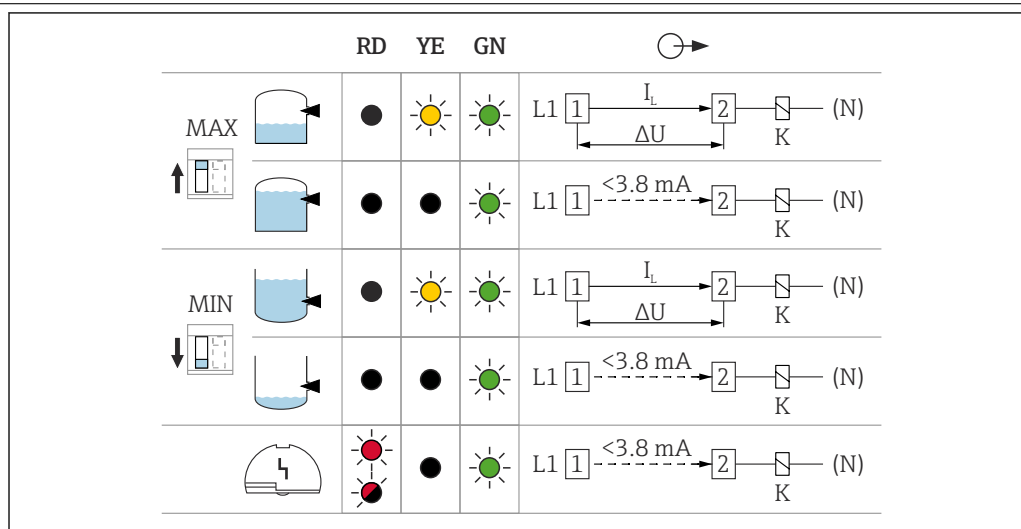 RD YE GN
MAX
L1 1 I_L 2 (N)
ΔU K
L1 1 <3.8 mA 2 (N)
K
MIN
L1 1 I_L 2 (N)
ΔU K
L1 1 <3.8 mA 2 (N)
K
L1 1 <3.8 mA 2 (N)
K